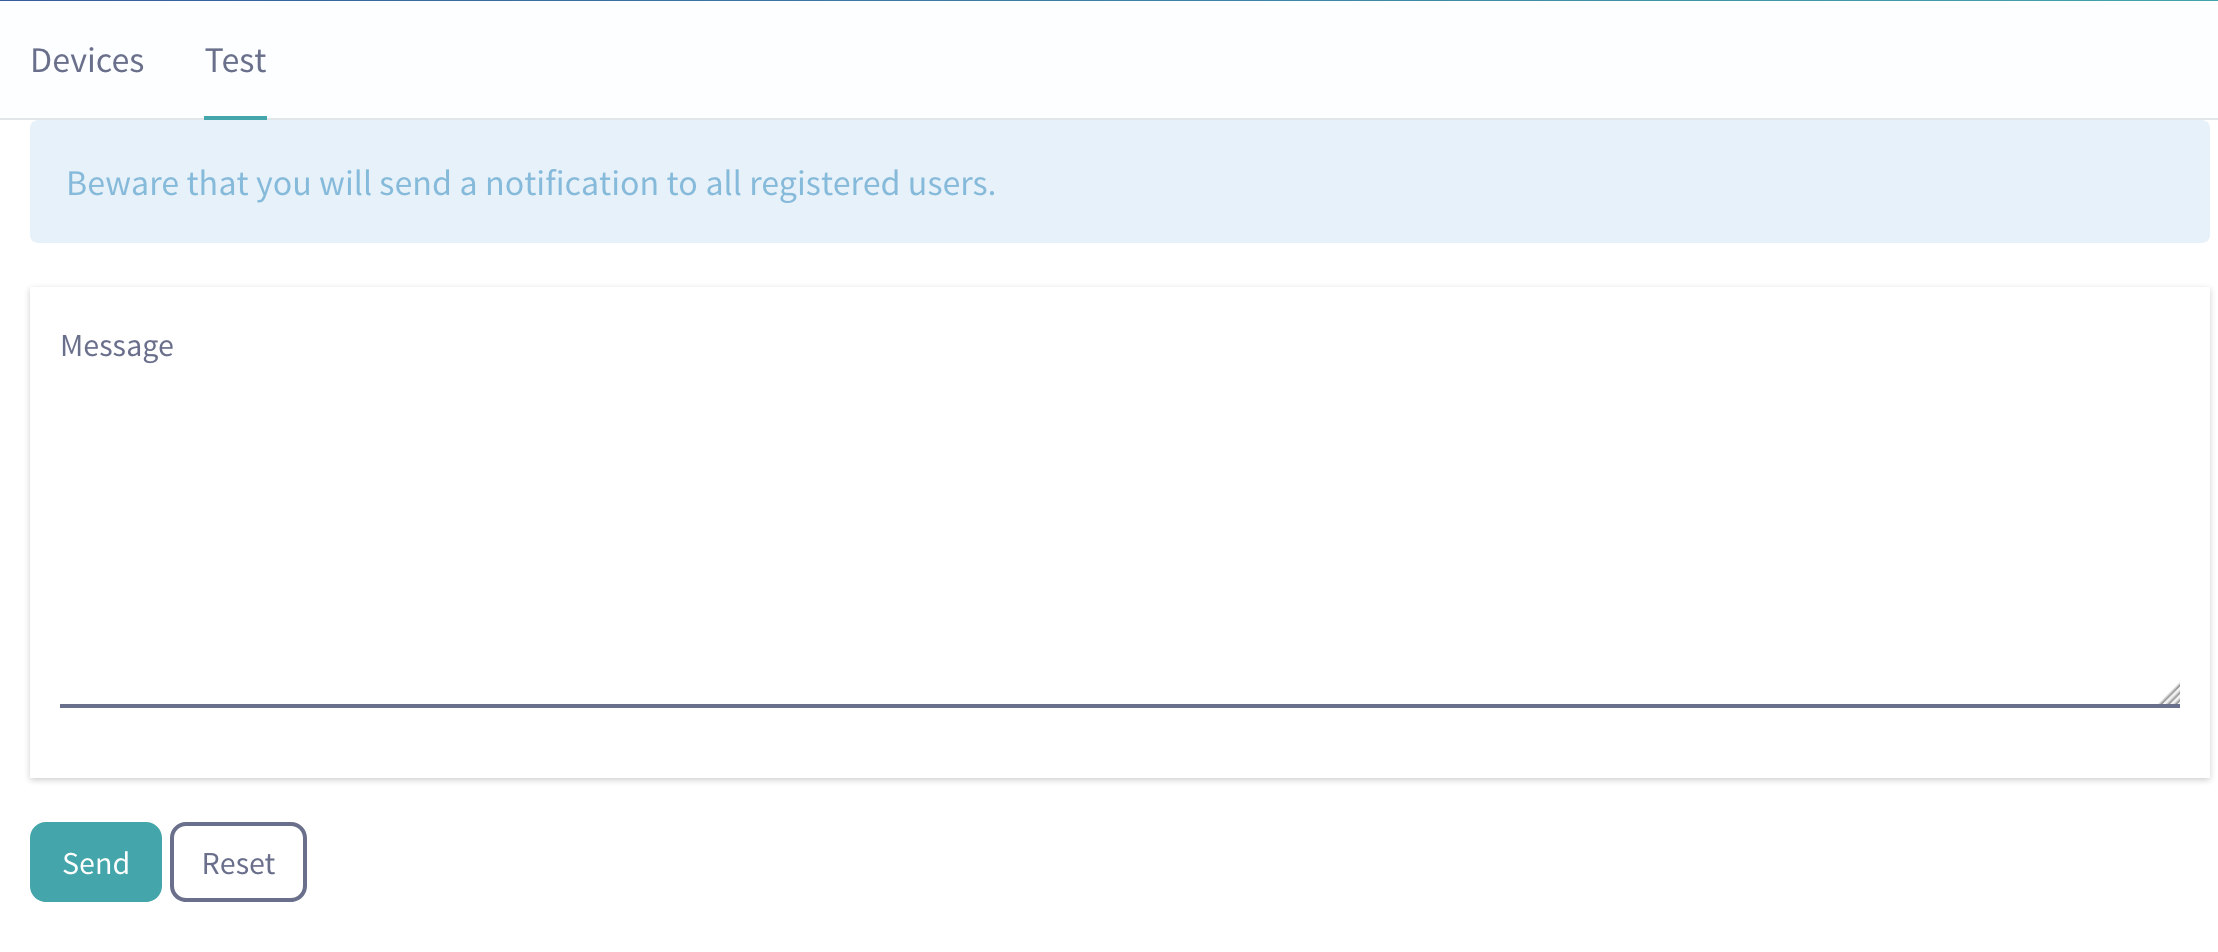 Devices Test
Beware that you will send a notification to all registered users.
Message
Send Reset